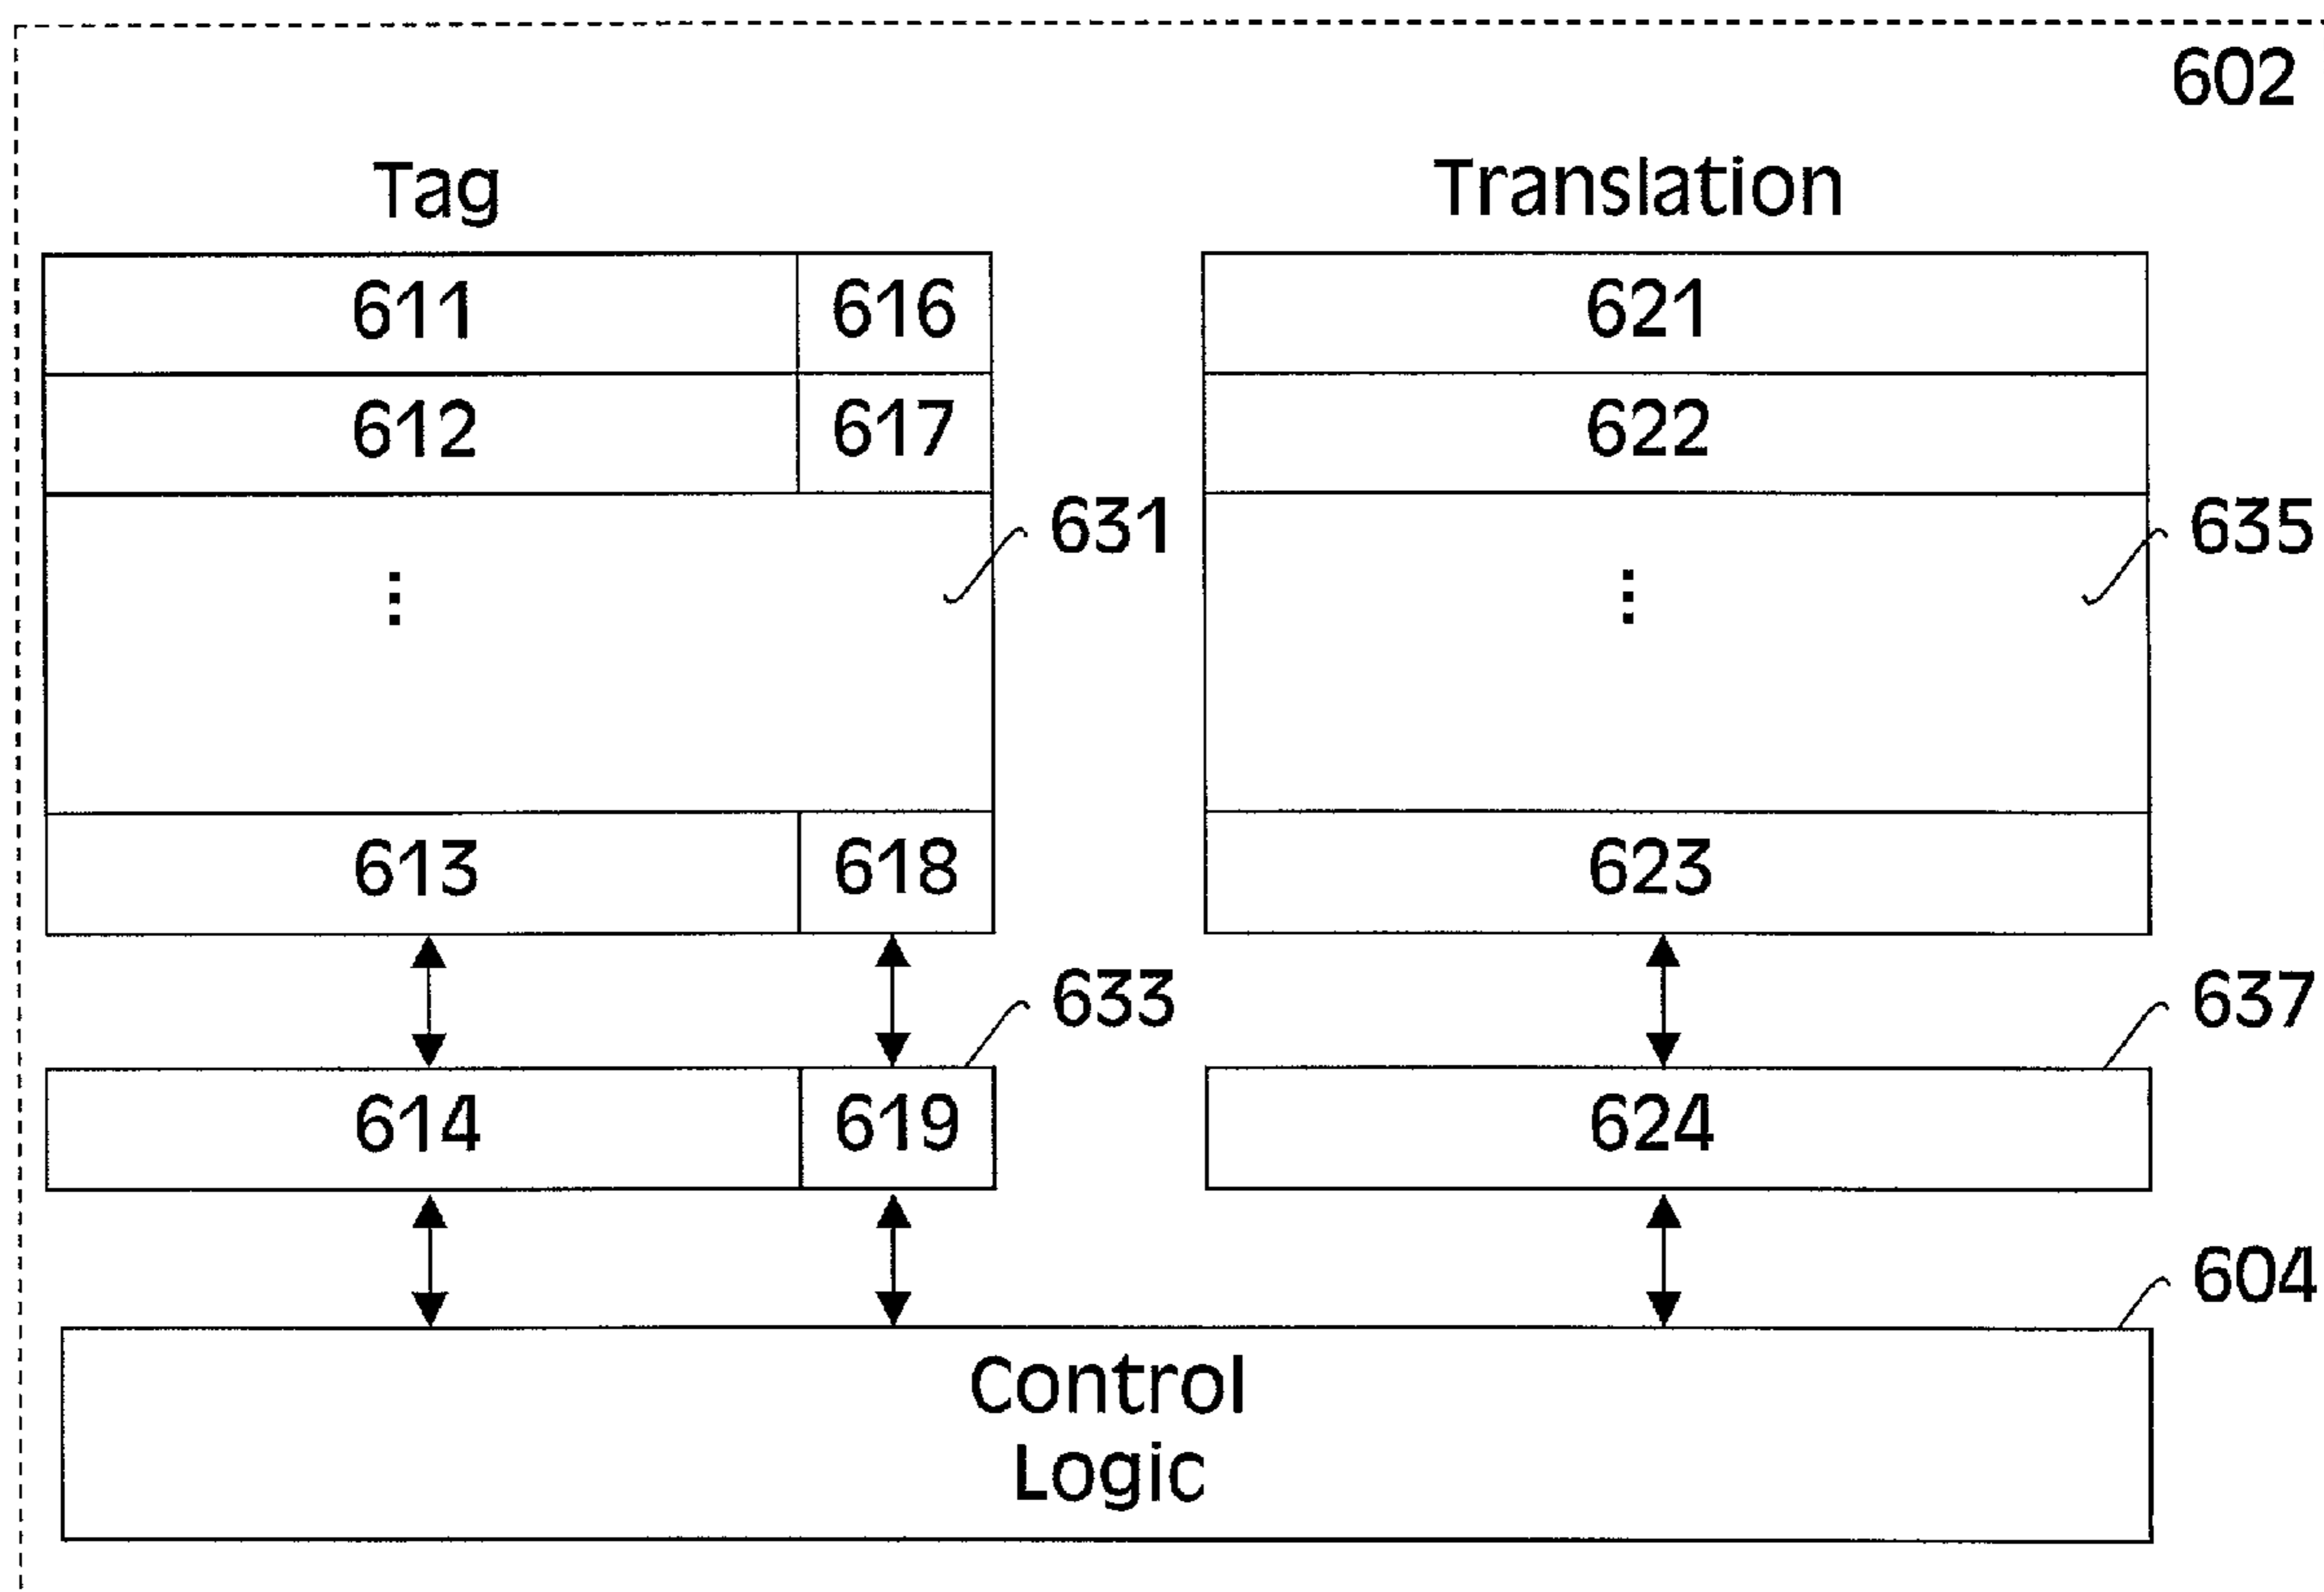 602
Tag Translation
611 616 621
612 617 622
631 635
⋮ ⋮
613 618 623
633 637
614 619 624
604
Control
Logic